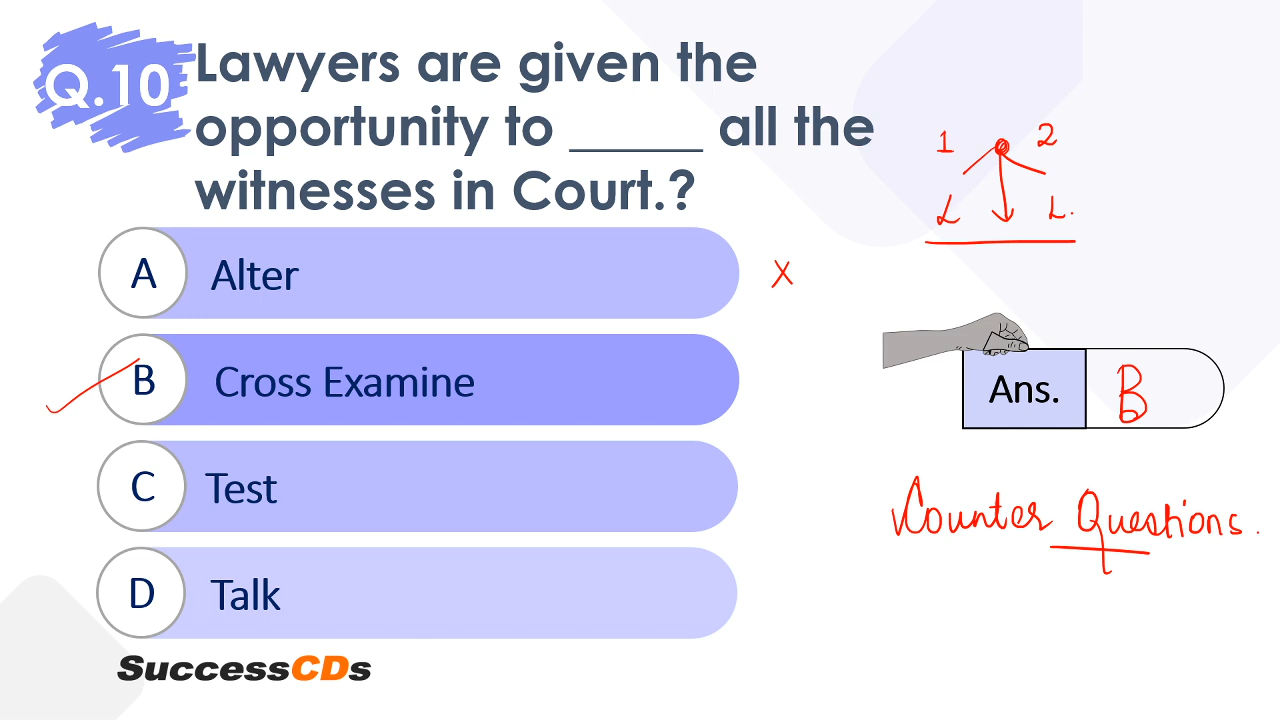 Q.10
Lawyers are given the
opportunity to _____ all the
witnesses in Court.?
A Alter X
B Cross Examine
C Test
D Talk
1 2
L L.
Ans. B
Counter Questions.
SuccessCDs